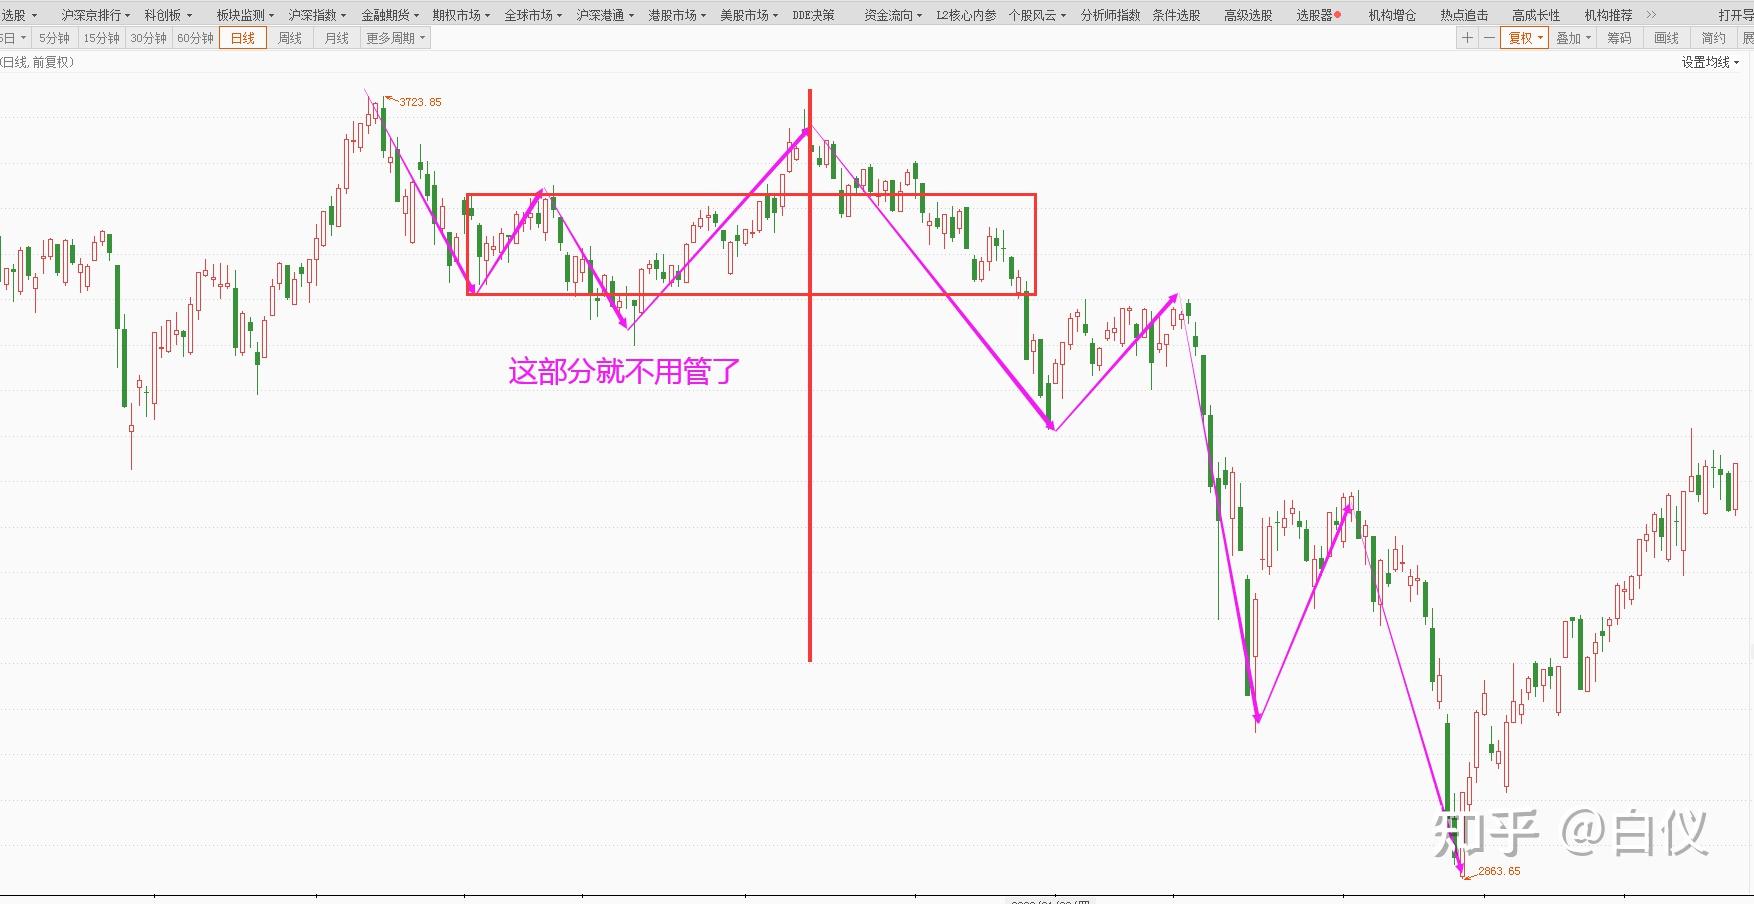 选股 沪深京排行 科创板 板块监测 沪深指数 金融期货 期权市场 全球市场 沪深港通 港股市场 美股市场 DDE决策 资金流向 L2核心内参 个股风云 分析师指数 条件选股 高级选股 选股器 机构增仓 热点追击 高成长性 机构推荐 >> 打开导
5日 5分钟 15分钟 30分钟 60分钟 日线 周线 月线 更多周期 + — 复权 叠加 筹码 画线 简约 展
(日线, 前复权) 设置均线
3723.85
这部分就不用管了
知乎 @白仪
2863.65